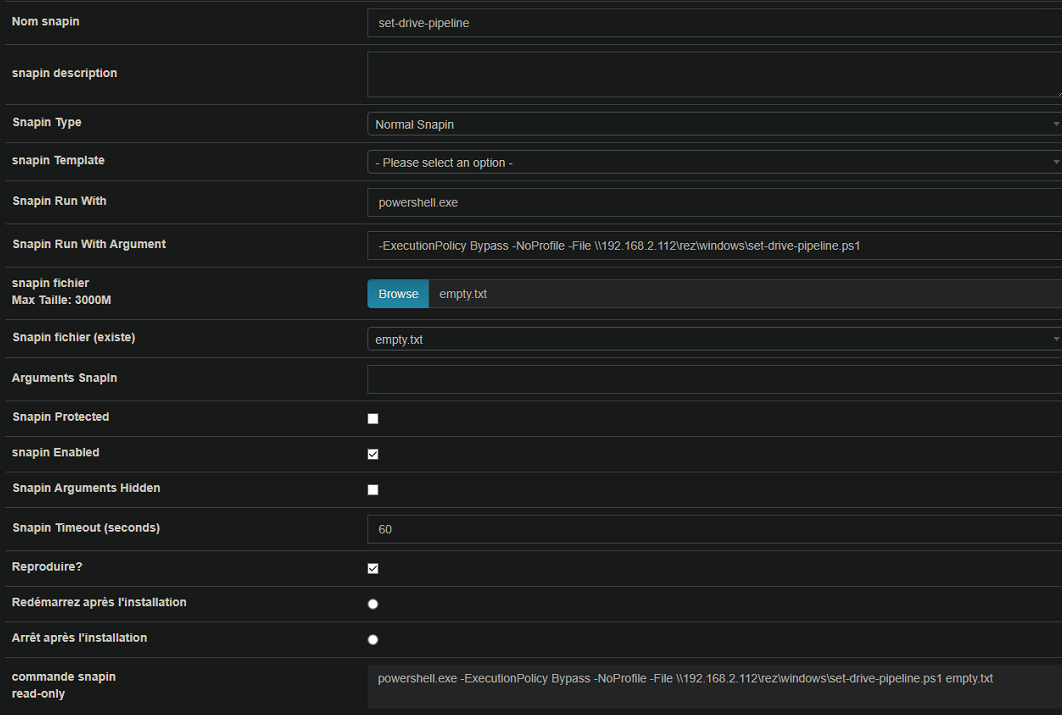 Nom snapin
set-drive-pipeline
snapin description
Snapin Type
Normal Snapin
snapin Template
- Please select an option -
Snapin Run With
powershell.exe
Snapin Run With Argument
-ExecutionPolicy Bypass -NoProfile -File \\192.168.2.112\rez\windows\set-drive-pipeline.ps1
snapin fichier
Max Taille: 3000M
Browse empty.txt
Snapin fichier (existe)
empty.txt
Arguments SnapIn
Snapin Protected
snapin Enabled
Snapin Arguments Hidden
Snapin Timeout (seconds)
60
Reproduire?
Redémarrez après l'installation
Arrêt après l'installation
commande snapin
read-only
powershell.exe -ExecutionPolicy Bypass -NoProfile -File \\192.168.2.112\rez\windows\set-drive-pipeline.ps1 empty.txt